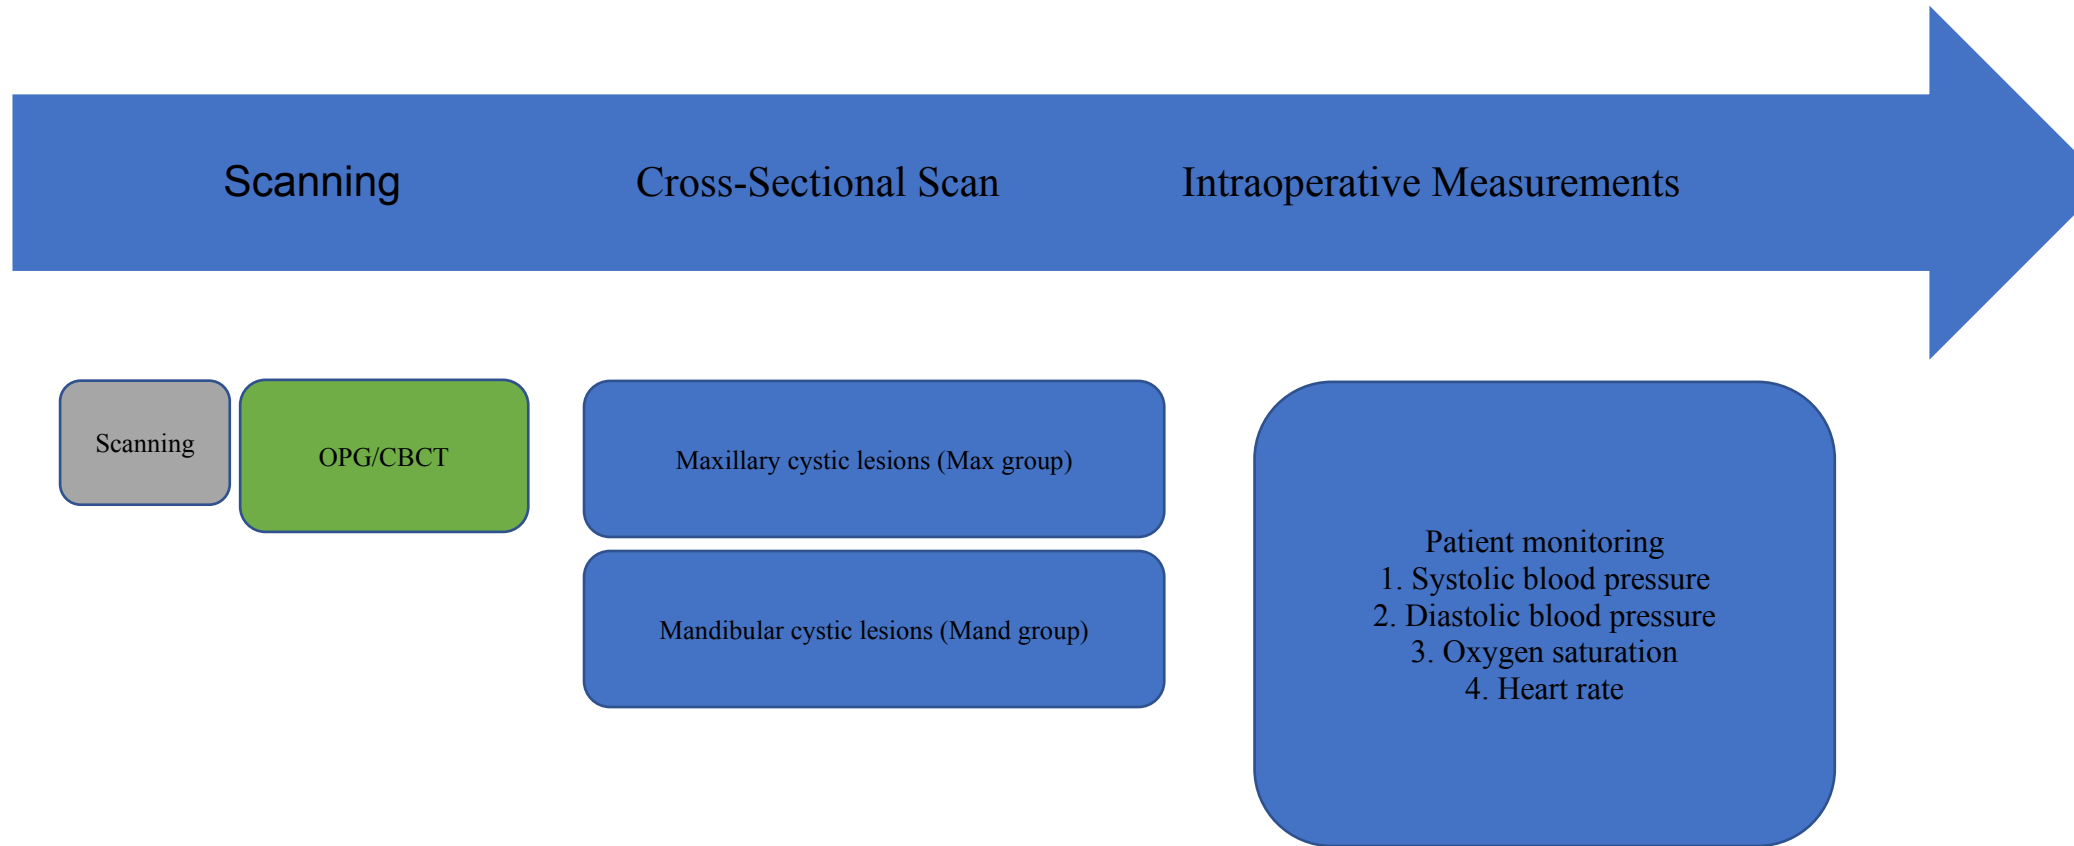 Scanning
Cross-Sectional Scan
Intraoperative Measurements
Scanning
OPG/CBCT
Maxillary cystic lesions (Max group)
Mandibular cystic lesions (Mand group)
Patient monitoring
1. Systolic blood pressure
2. Diastolic blood pressure
3. Oxygen saturation
4. Heart rate